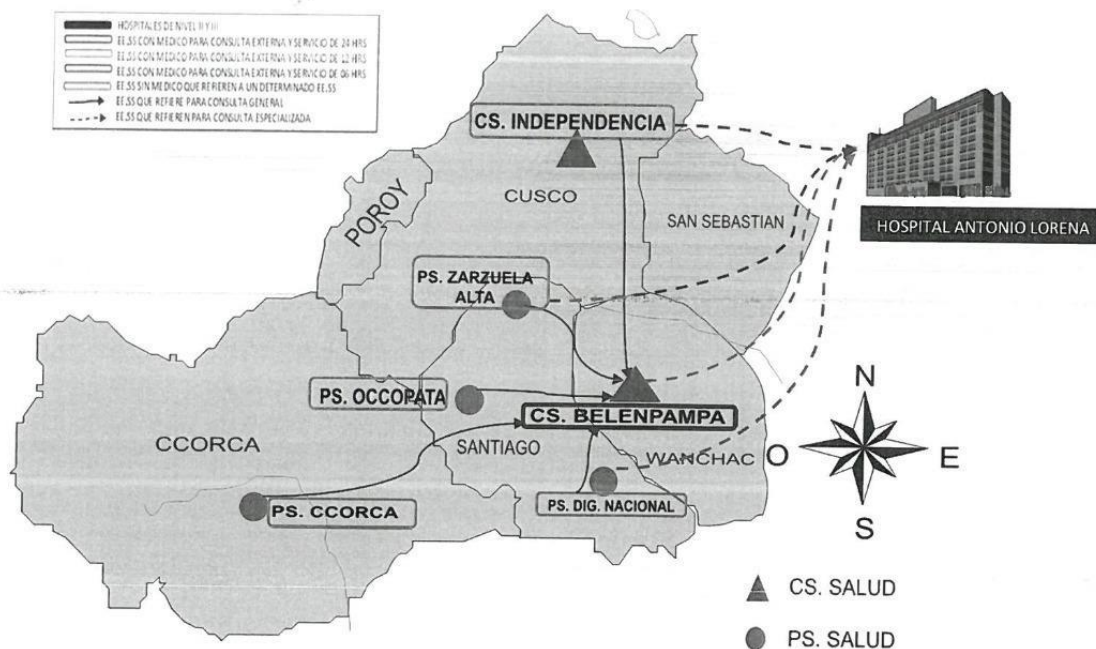 HOSPITALES DE NIVEL II Y III
EE.SS CON MEDICO PARA CONSULTA EXTERNA Y SERVICIO DE 24 HRS
EE.SS CON MEDICO PARA CONSULTA EXTERNA Y SERVICIO DE 12 HRS
EE.SS CON MEDICO PARA CONSULTA EXTERNA Y SERVICIO DE 06 HRS
EE.SS SIN MEDICO QUE REFIEREN A UN DETERMINADO EE.SS
EE.SS QUE REFIERE PARA CONSULTA GENERAL
EE.SS QUE REFIEREN PARA CONSULTA ESPECIALIZADA
CS. INDEPENDENCIA
CUSCO
POROY
SAN SEBASTIAN
HOSPITAL ANTONIO LORENA
PS. ZARZUELA
ALTA
PS. OCCOPATA
CS. BELENPAMPA
CCORCA
SANTIAGO
WANCHAC
PS. CCORCA
PS. DIG. NACIONAL
N
O
E
S
CS. SALUD
PS. SALUD